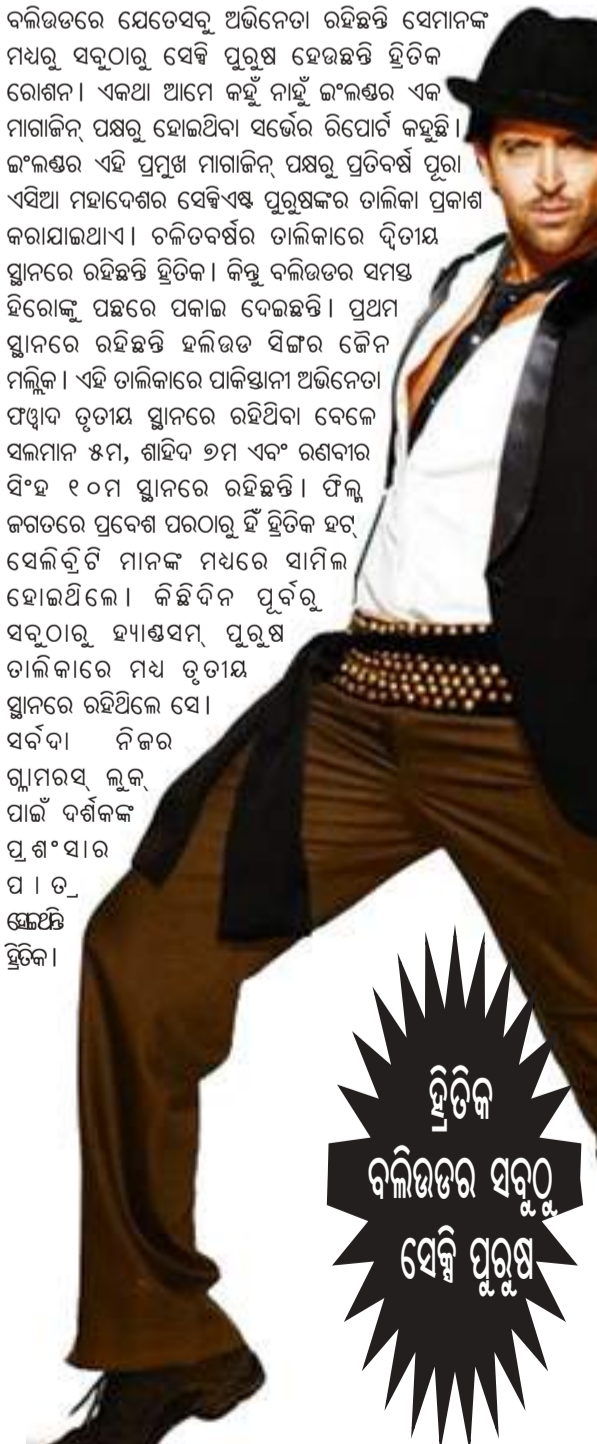 ବଲିଉଡରେ ଯେତେସବୁ ଅଭିନେତା ରହିଛନ୍ତି ସେମାନଙ୍କ
ମଧ୍ୟରୁ ସବୁଠାରୁ ସେକ୍ସି ପୁରୁଷ ହେଉଛନ୍ତି ହ୍ରିତିକ
ରୋଶନ। ଏକଥା ଆମେ କହୁଁ ନାହୁଁ ଇଂଲଣ୍ଡର ଏକ
ମାଗାଜିନ୍ ପକ୍ଷରୁ ହୋଇଥିବା ସର୍ଭେର ରିପୋର୍ଟ କହୁଛି।
ଇଂଲଣ୍ଡର ଏହି ପ୍ରମୁଖ ମାଗାଜିନ୍ ପକ୍ଷରୁ ପ୍ରତିବର୍ଷ ପୂରା
ଏସିଆ ମହାଦେଶର ସେକ୍ସିଏଷ୍ଟ ପୁରୁଷଙ୍କର ତାଲିକା ପ୍ରକାଶ
କରାଯାଇଥାଏ। ଚଳିତବର୍ଷର ତାଲିକାରେ ଦ୍ୱିତୀୟ
ସ୍ଥାନରେ ରହିଛନ୍ତି ହ୍ରିତିକ। କିନ୍ତୁ ବଲିଉଡର ସମସ୍ତ
ହିରୋଙ୍କୁ ପଛରେ ପକାଇ ଦେଇଛନ୍ତି। ପ୍ରଥମ
ସ୍ଥାନରେ ରହିଛନ୍ତି ହଲିଉଡ ସିଙ୍ଗର ଜୈନ
ମଲ୍ଲିକ। ଏହି ତାଲିକାରେ ପାକିସ୍ତାନୀ ଅଭିନେତା
ଫଓ୍ୱାଦ ତୃତୀୟ ସ୍ଥାନରେ ରହିଥିବା ବେଳେ
ସଲମାନ ୫ମ, ଶାହିଦ ୭ମ ଏବଂ ରଣବୀର
ସିଂହ ୧୦ମ ସ୍ଥାନରେ ରହିଛନ୍ତି। ଫିଲ୍ମ
ଜଗତରେ ପ୍ରବେଶ ପରଠାରୁ ହିଁ ହ୍ରିତିକ ହଟ୍
ସେଲିବ୍ରିଟି ମାନଙ୍କ ମଧ୍ୟରେ ସାମିଲ
ହୋଇଥିଲେ। କିଛିଦିନ ପୂର୍ବରୁ
ସବୁଠାରୁ ହ୍ୟାଣ୍ଡସମ୍ ପୁରୁଷ
ତାଲିକାରେ ମଧ୍ୟ ତୃତୀୟ
ସ୍ଥାନରେ ରହିଥିଲେ ସେ।
ସର୍ବଦା ନିଜର
ଗ୍ଲାମରସ୍ ଲୁକ୍
ପାଇଁ ଦର୍ଶକଙ୍କ
ପ୍ରଶଂସାର
ପାତ୍ର
ହୋଇଥାନ୍ତି
ହ୍ରିତିକ।
ହ୍ରିତିକ
ବଲିଉଡର ସବୁଠୁ
ସେକ୍ସି ପୁରୁଷ